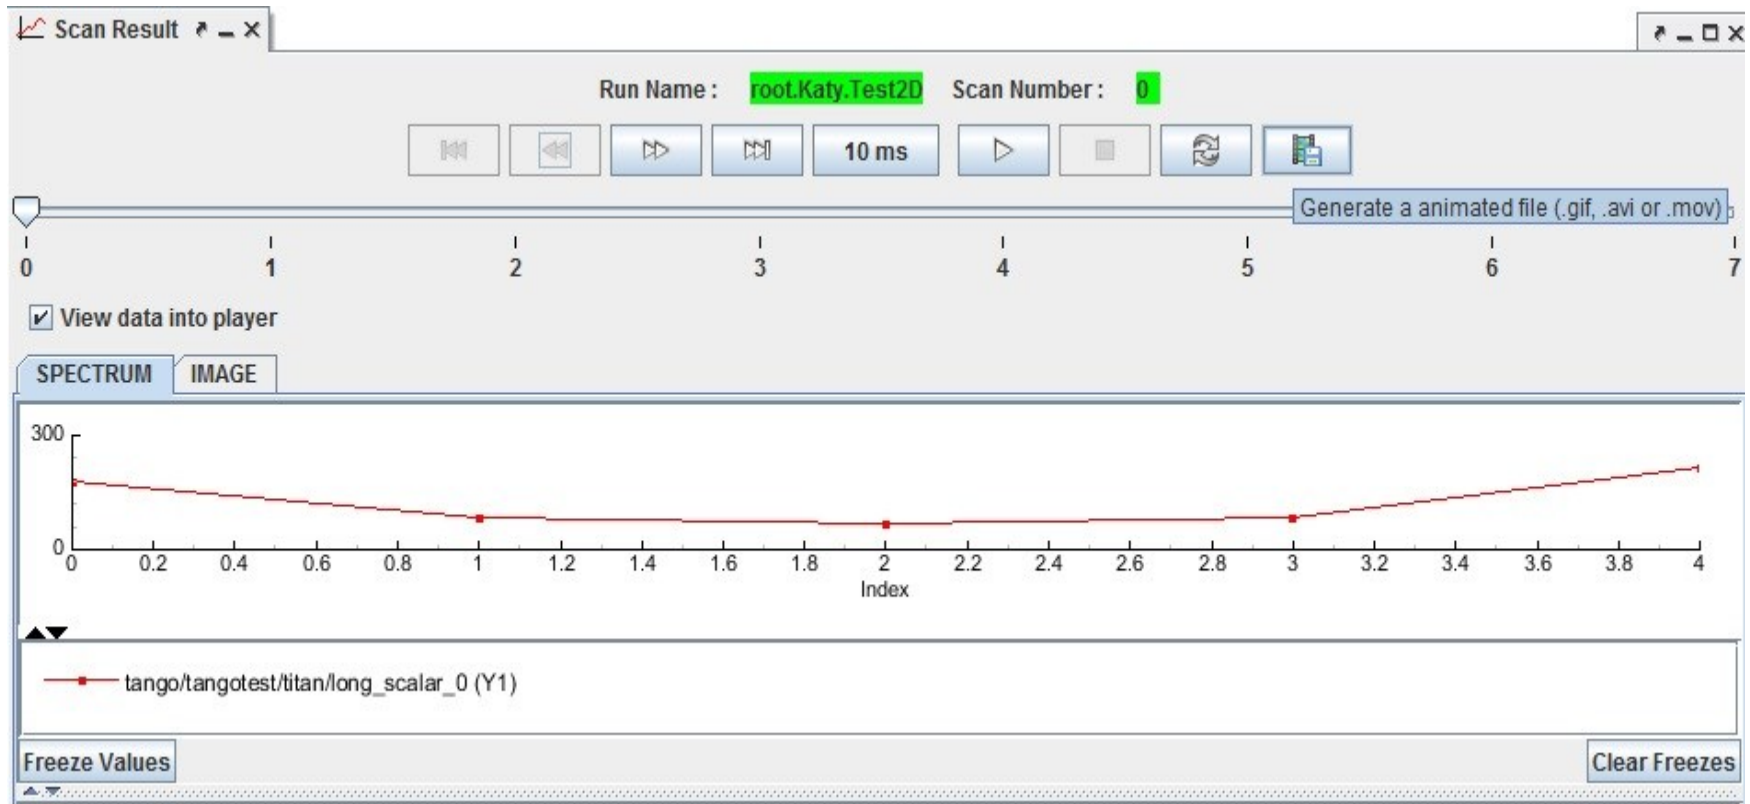 Scan Result
Run Name : root.Katy.Test2D Scan Number : 0
10 ms
Generate a animated file (.gif, .avi or .mov)
0 1 2 3 4 5 6 7
View data into player
SPECTRUM IMAGE
300
0
0 0.2 0.4 0.6 0.8 1 1.2 1.4 1.6 1.8 2 2.2 2.4 2.6 2.8 3 3.2 3.4 3.6 3.8 4
Index
tango/tangotest/titan/long_scalar_0 (Y1)
Freeze Values Clear Freezes